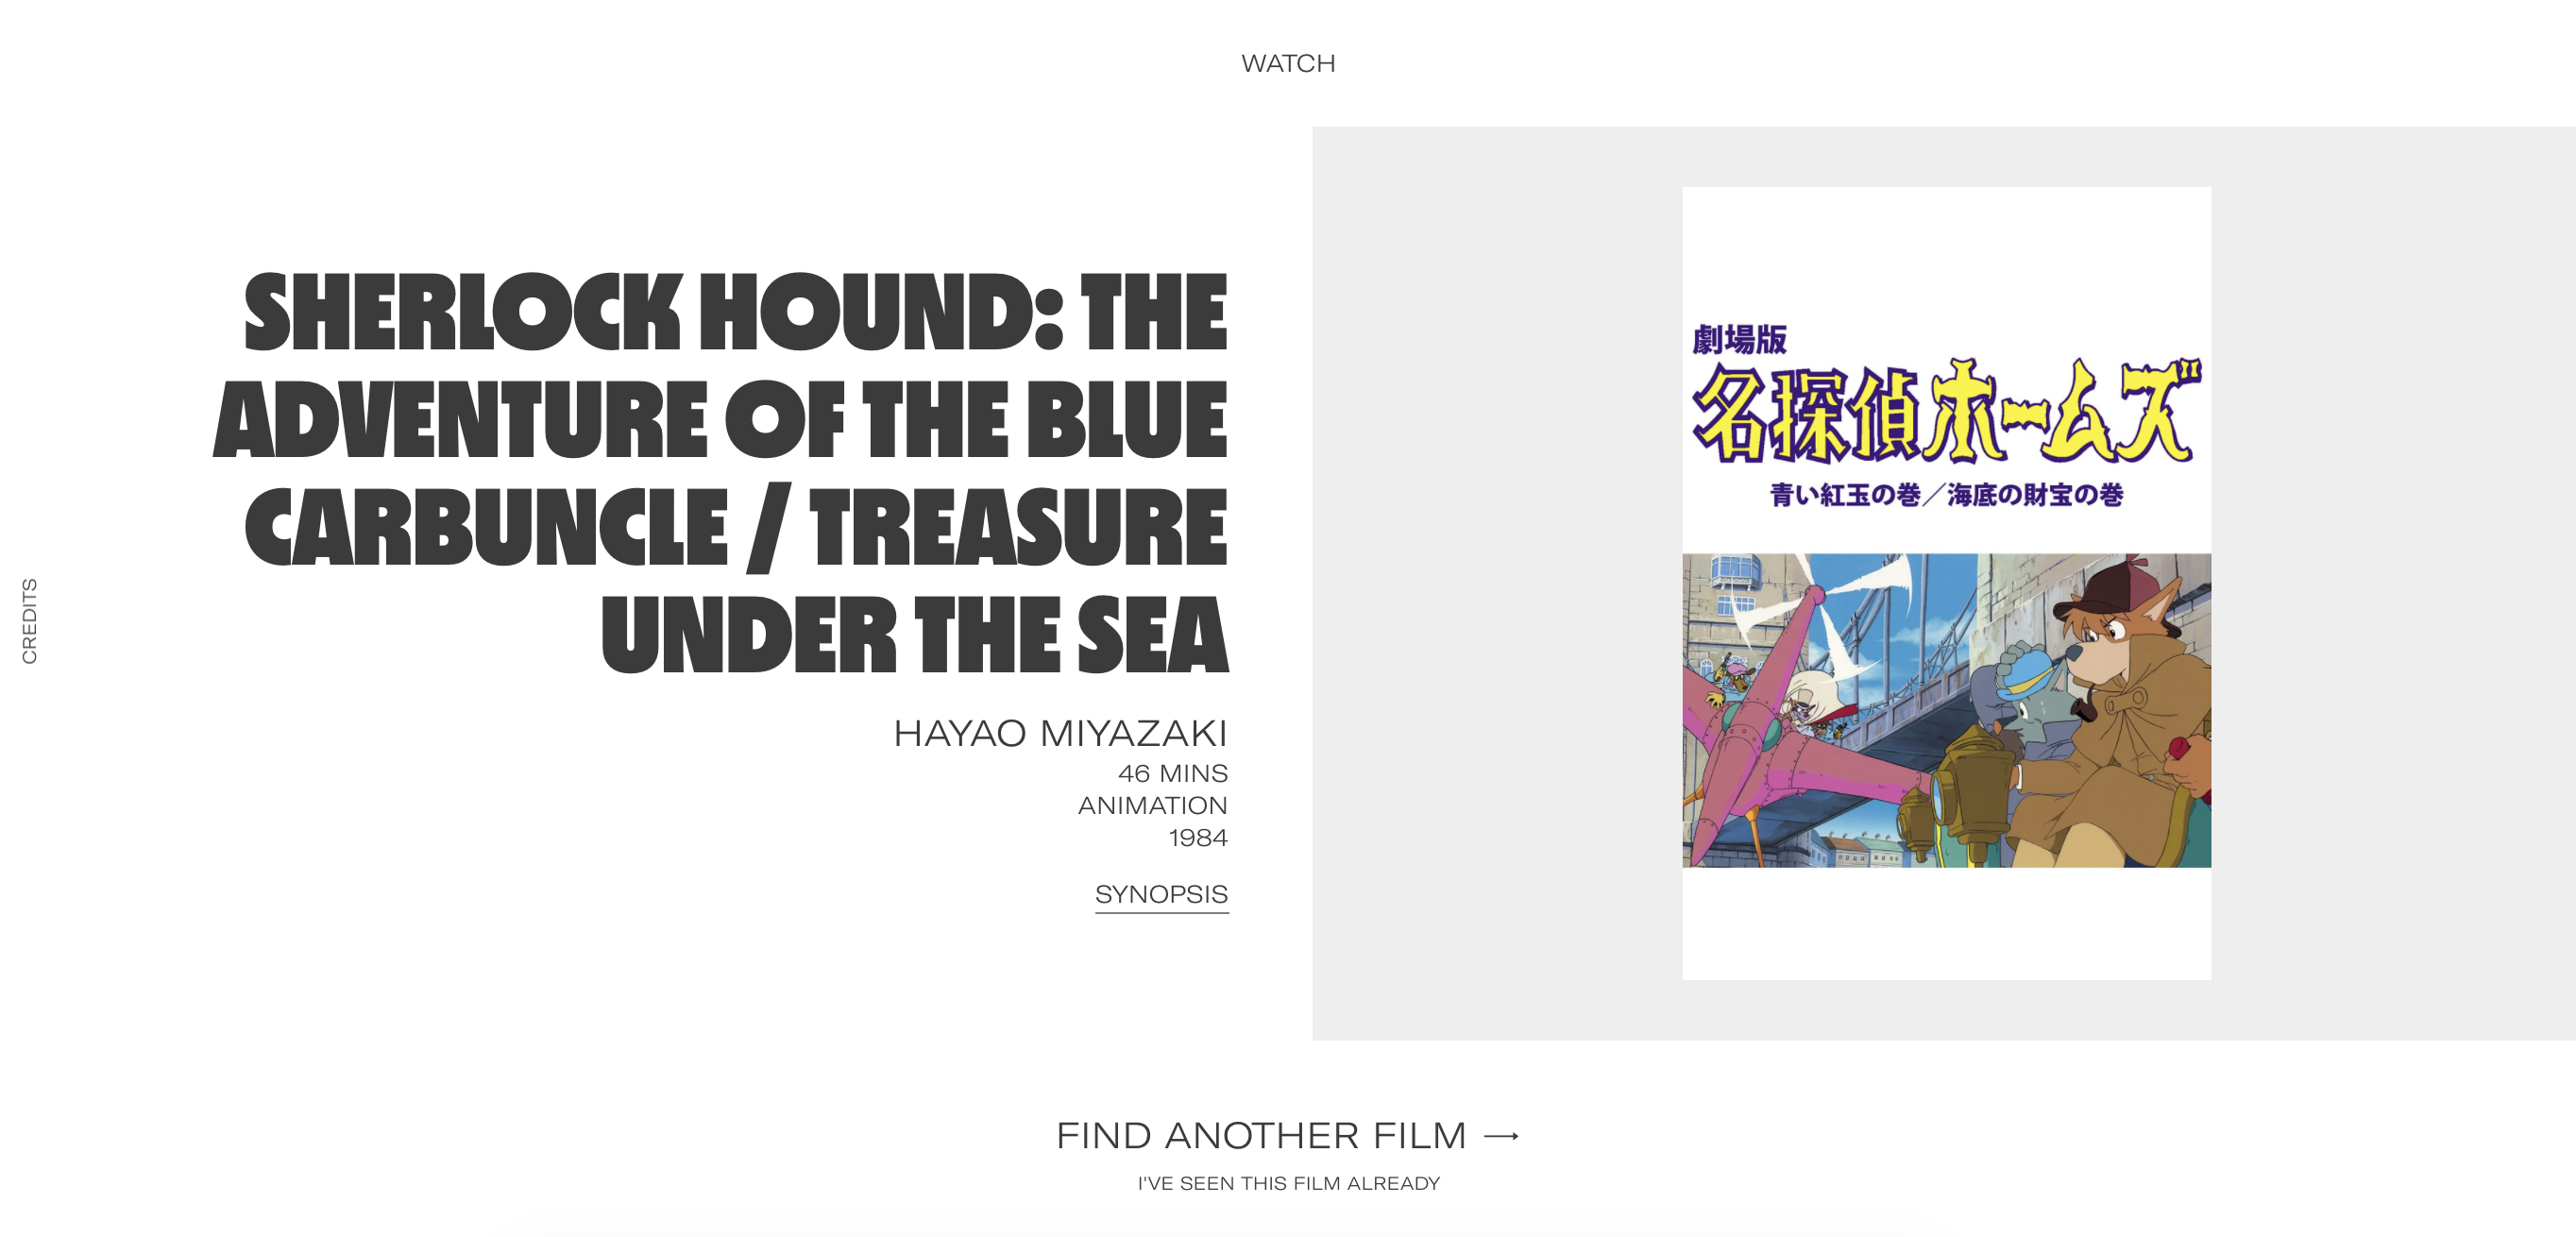 WATCH
SHERLOCK HOUND: THE
ADVENTURE OF THE BLUE
CARBUNCLE / TREASURE
UNDER THE SEA
HAYAO MIYAZAKI
46 MINS
ANIMATION
1984
SYNOPSIS
CREDITS
劇場版
名探偵ホームズ
青い紅玉の巻／海底の財宝の巻
FIND ANOTHER FILM →
I'VE SEEN THIS FILM ALREADY